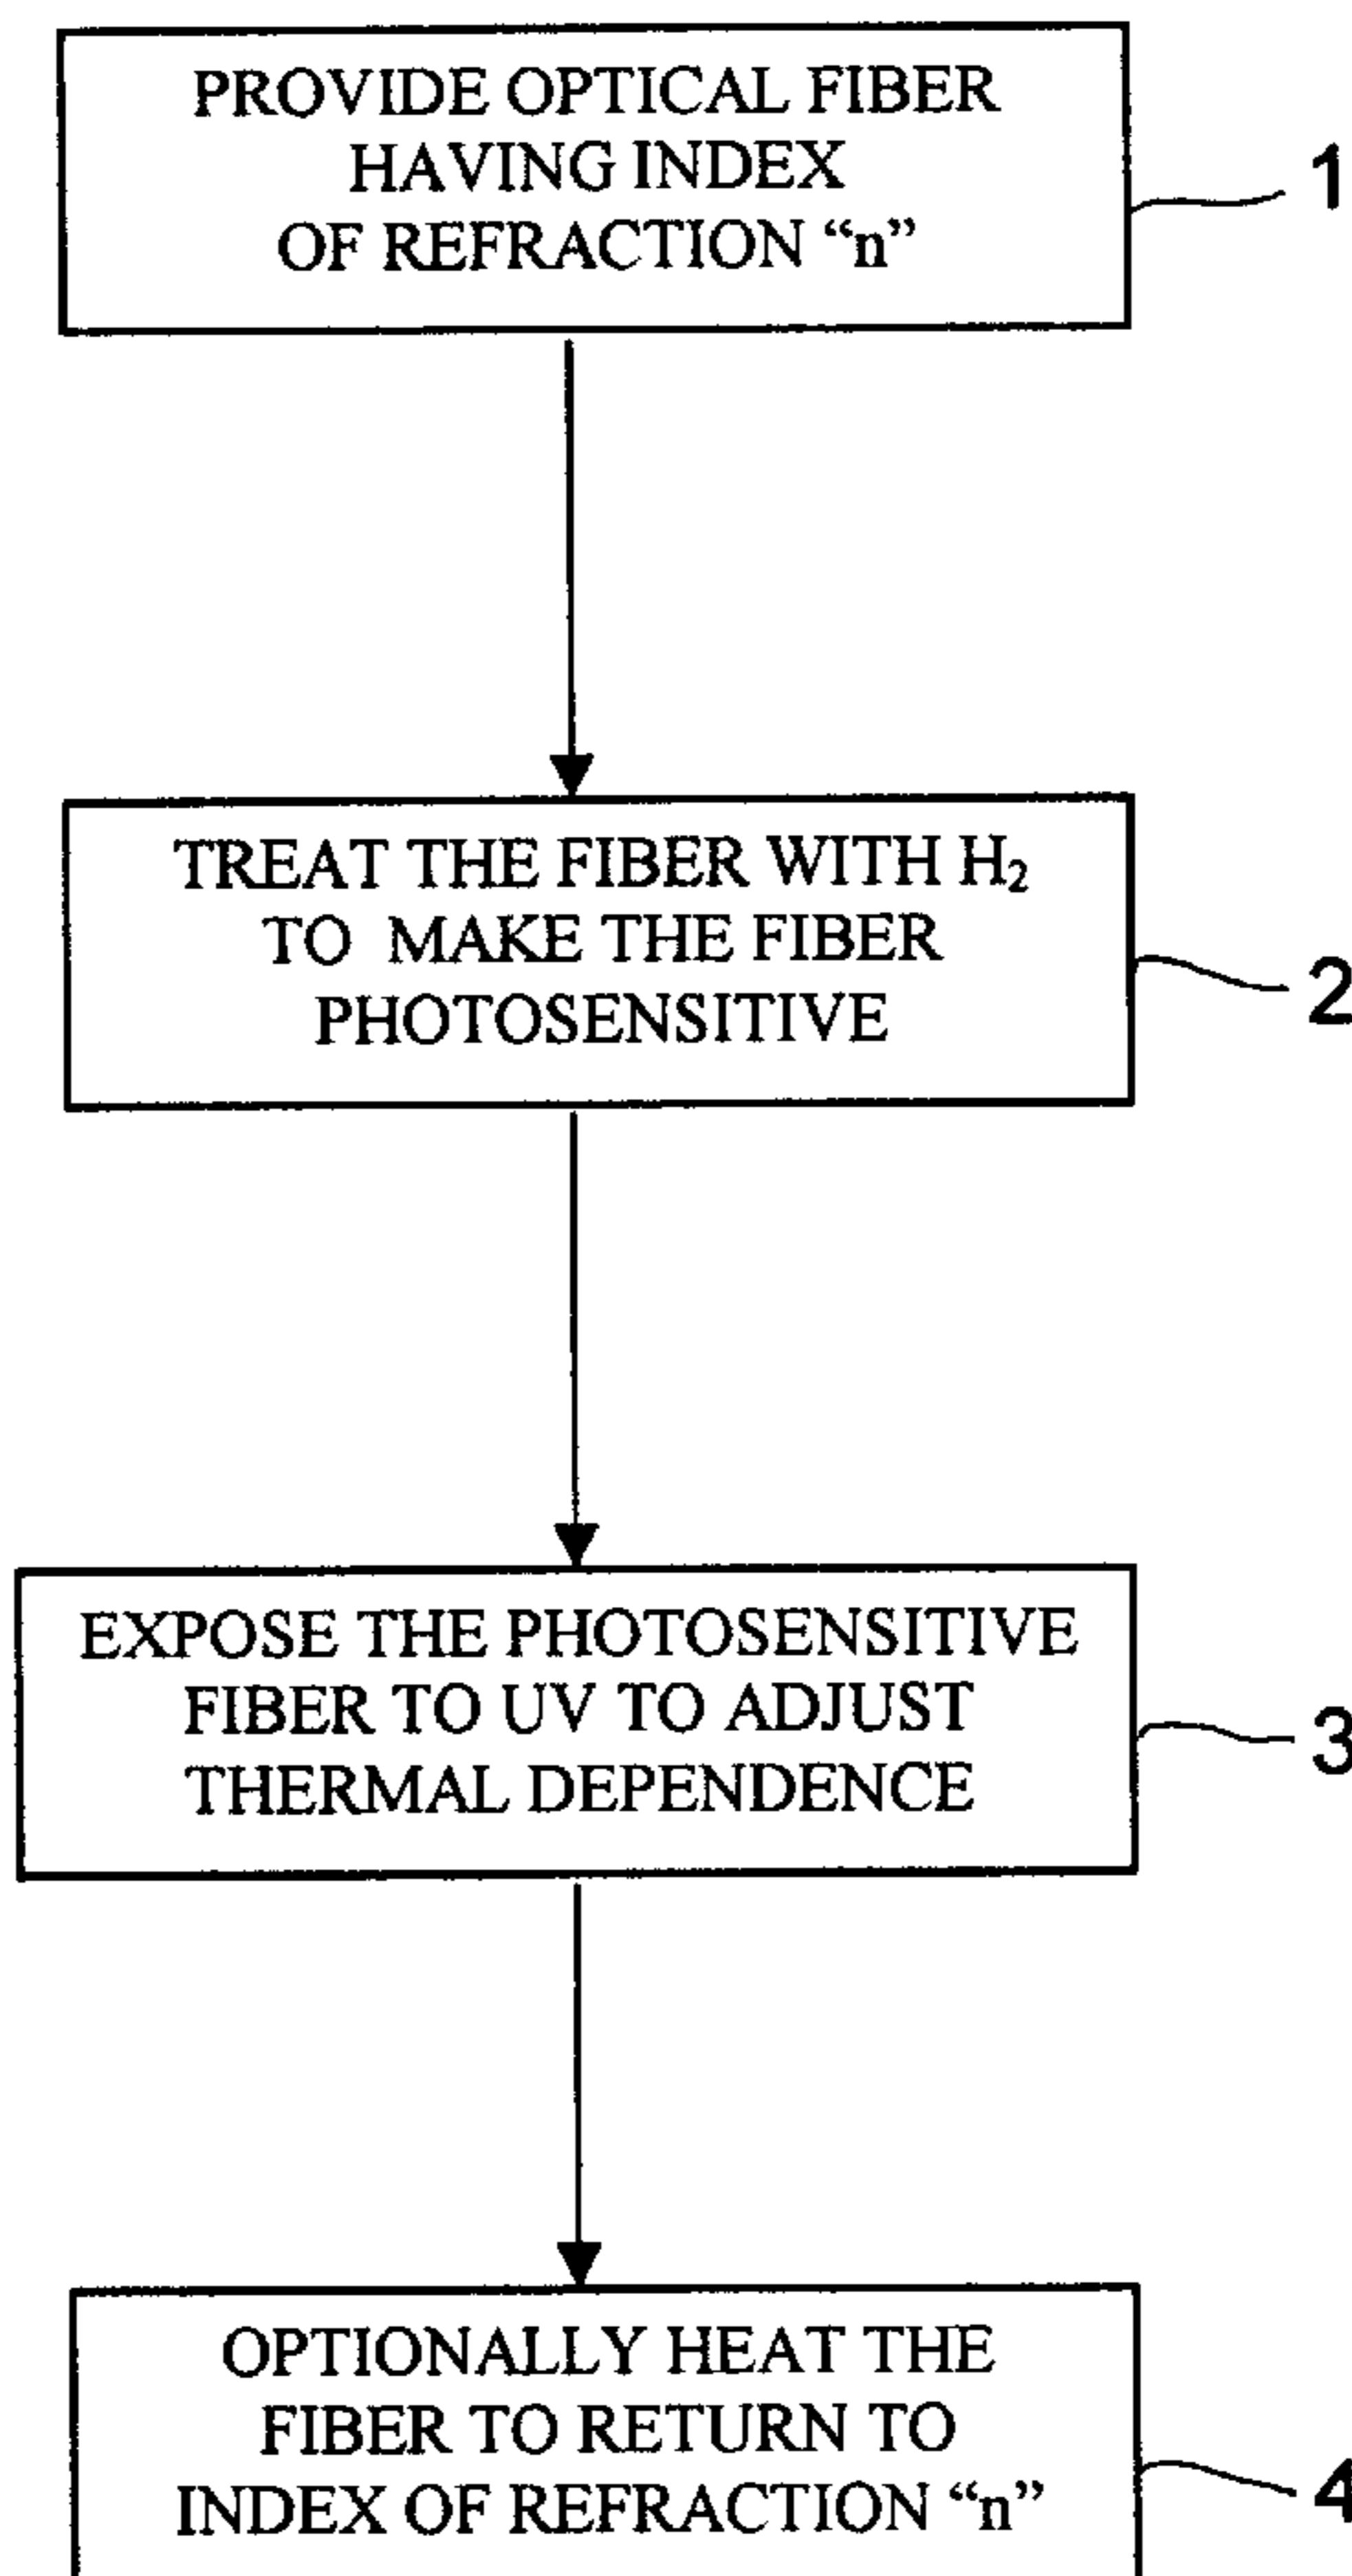 PROVIDE OPTICAL FIBER
HAVING INDEX
OF REFRACTION “n”
1
TREAT THE FIBER WITH H₂
TO MAKE THE FIBER
PHOTOSENSITIVE
2
EXPOSE THE PHOTOSENSITIVE
FIBER TO UV TO ADJUST
THERMAL DEPENDENCE
3
OPTIONALLY HEAT THE
FIBER TO RETURN TO
INDEX OF REFRACTION “n”
4